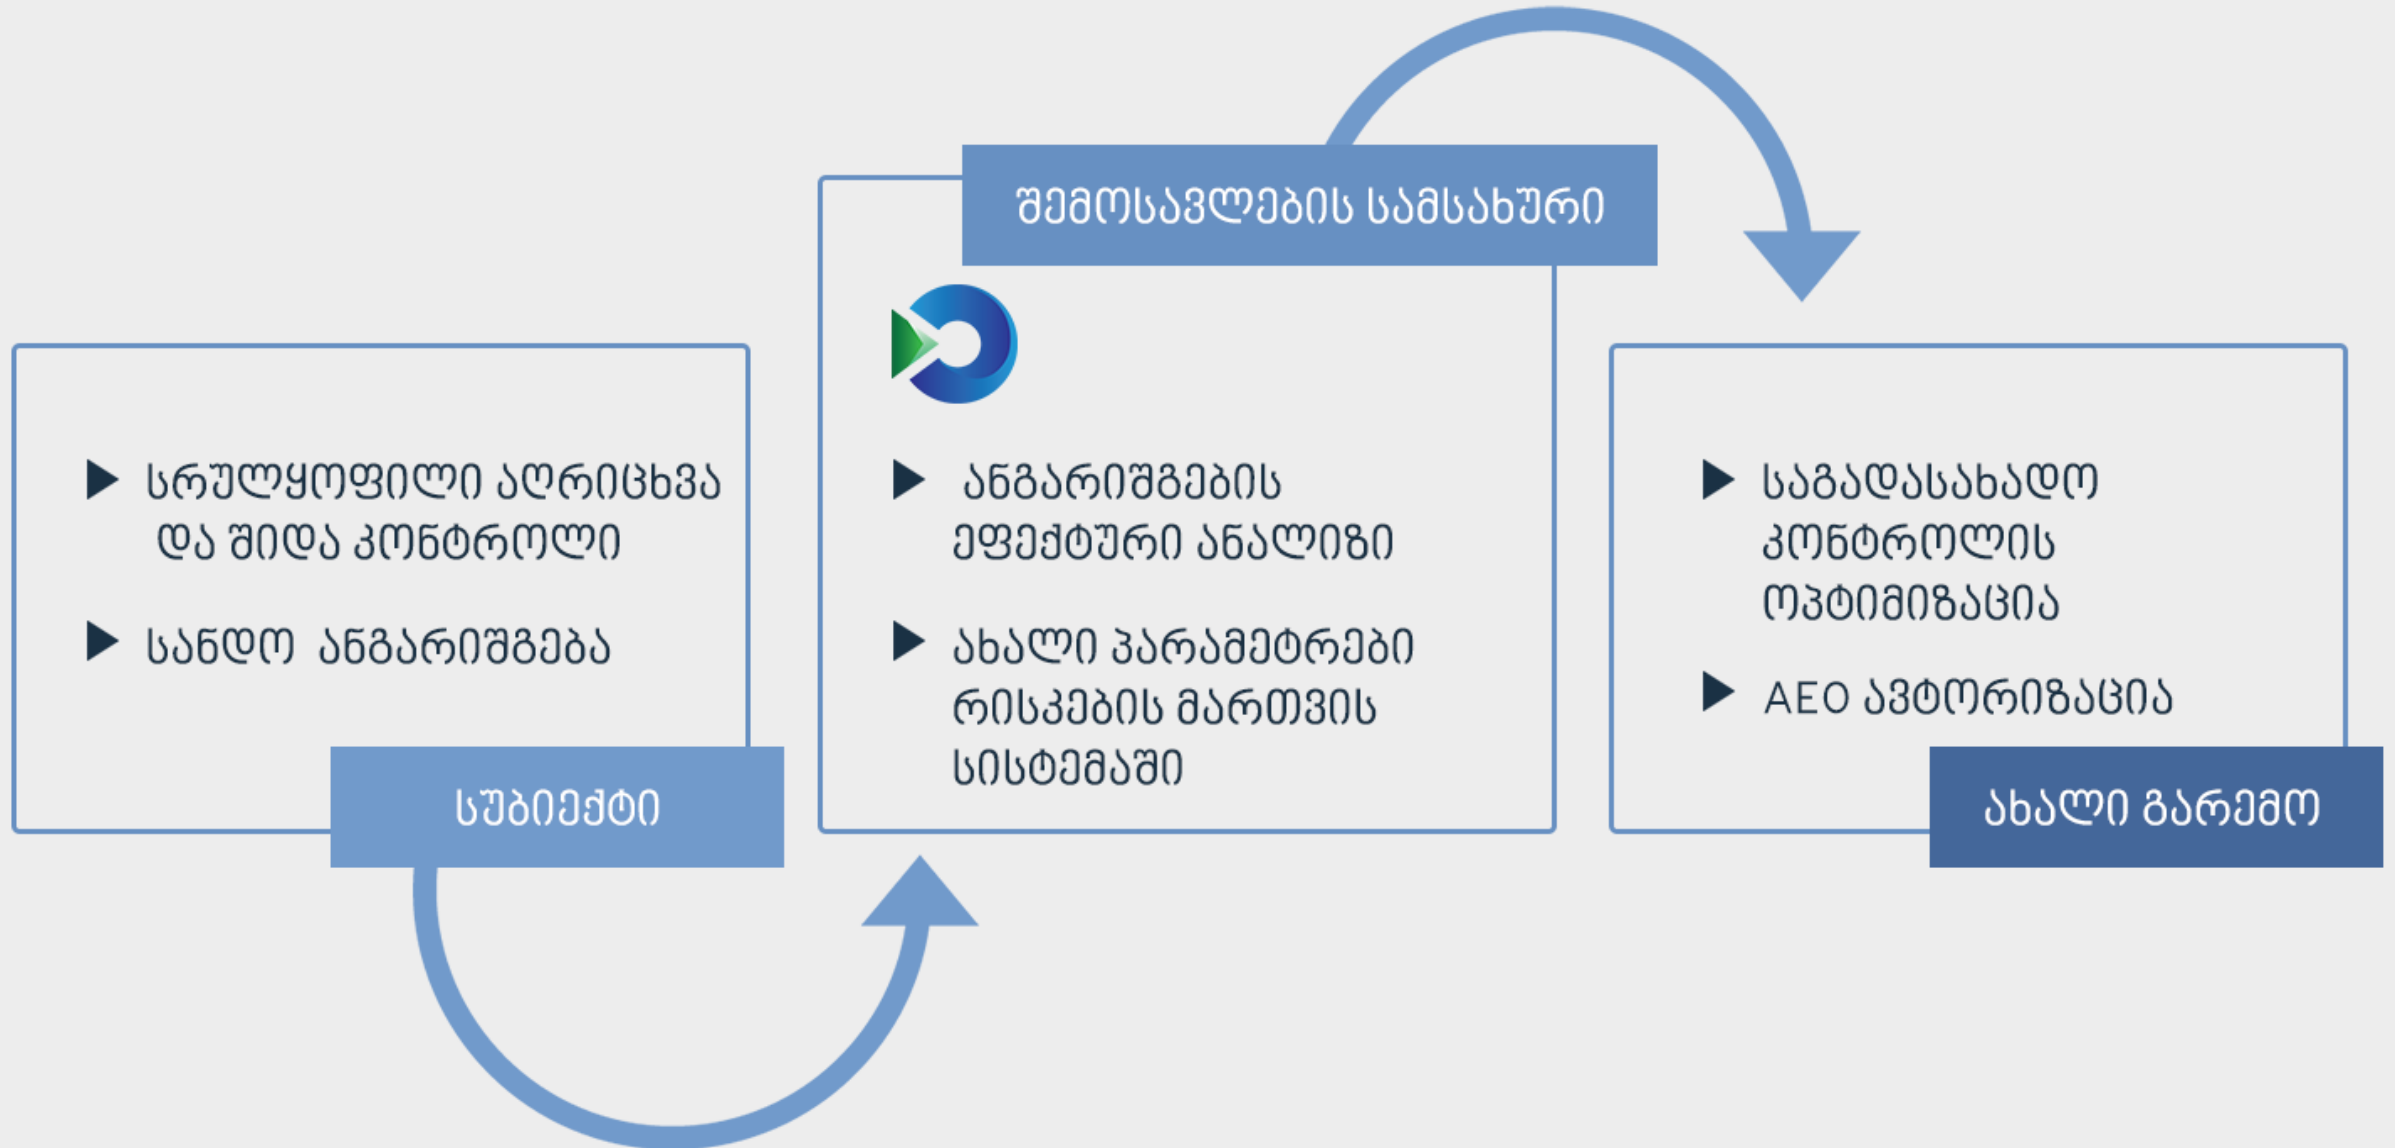 სრულყოფილი აღრიცხვა
და შიდა კონტროლი
სანდო ანგარიშგება
სუბიექტი
შემოსავლების სამსახური
ანგარიშგების
ეფექტური ანალიზი
ახალი პარამეტრები
რისკების მართვის
სისტემაში
საგადასახადო
კონტროლის
ოპტიმიზაცია
AEO ავტორიზაცია
ახალი გარემო